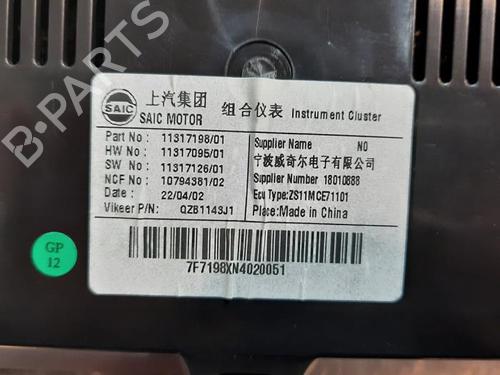 SAIC 上汽集团 组合仪表 Instrument Cluster
SAIC MOTOR
Part No : 11317198/01
HW No : 11317095/01
SW No : 11317126/01
NCF No : 10794381/02
Date : 22/04/02
Vikeer P/N: QZB1143J1
Supplier Name NO
宁波威奇尔电子有限公司
Supplier Number 18010888
Ecu Type:ZS11MCE71101
Place:Made in China
7F7198XN4020051
GP
12
B-PARTS